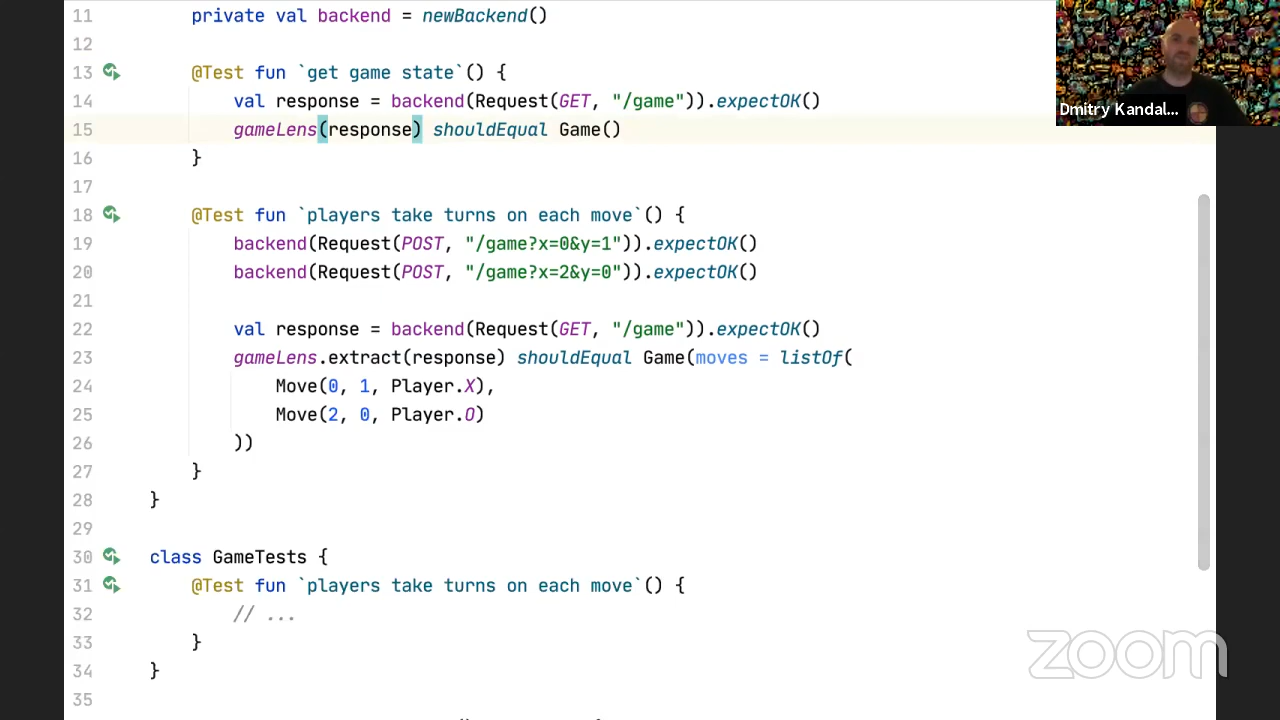 11 private val backend = newBackend()
12
13 @Test fun `get game state`() {
14 val response = backend(Request(GET, "/game")).expectOK()
15 gameLens(response) shouldEqual Game()
16 }
17
18 @Test fun `players take turns on each move`() {
19 backend(Request(POST, "/game?x=0&y=1")).expectOK()
20 backend(Request(POST, "/game?x=2&y=0")).expectOK()
21
22 val response = backend(Request(GET, "/game")).expectOK()
23 gameLens.extract(response) shouldEqual Game(moves = listOf(
24 Move(0, 1, Player.X),
25 Move(2, 0, Player.O)
26 ))
27 }
28 }
29
30 class GameTests {
31 @Test fun `players take turns on each move`() {
32 // ...
33 }
34 }
35
Dmitry Kandal...
zoom